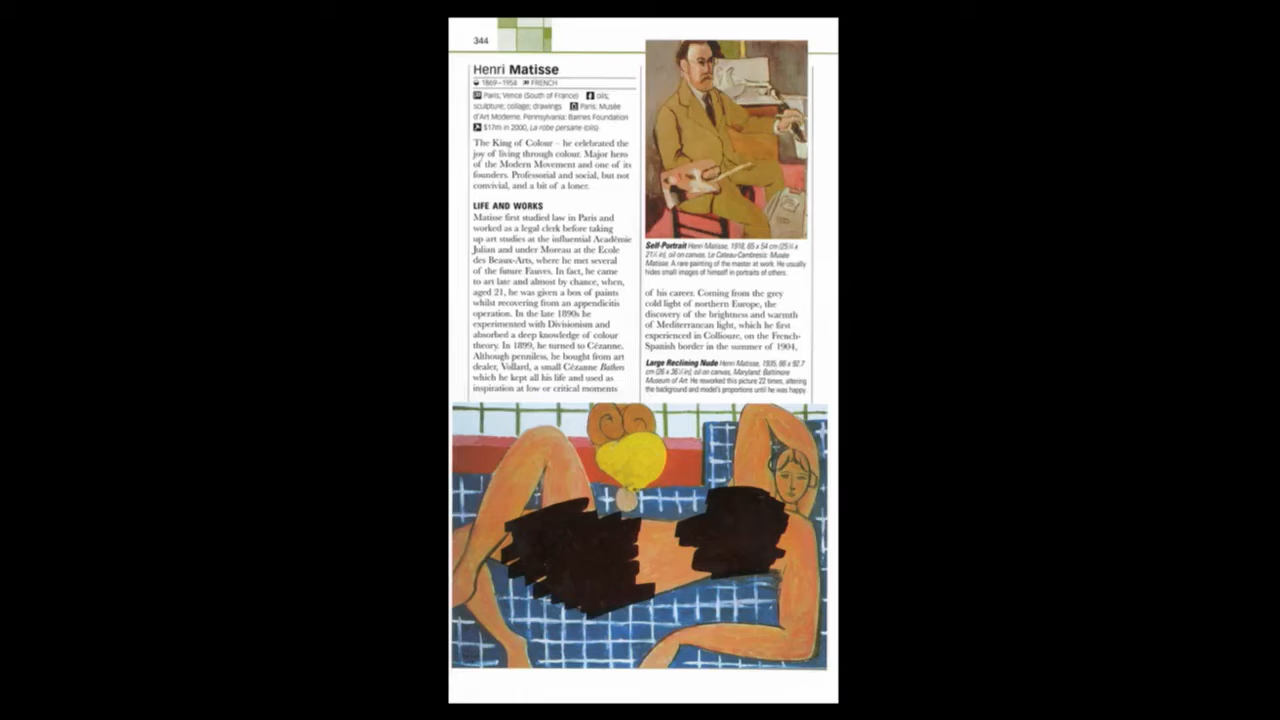 344
Henri Matisse
1869–1954 FRENCH
Paris; Vence (South of France) oils;
sculpture; collage; drawings Paris: Musée
d'Art Moderne. Pennsylvania: Barnes Foundation
$17m in 2000, La robe persane (oils)
The King of Colour – he celebrated the
joy of living through colour. Major hero
of the Modern Movement and one of its
founders. Professorial and social, but not
convivial, and a bit of a loner.
LIFE AND WORKS
Matisse first studied law in Paris and
worked as a legal clerk before taking
up art studies at the influential Académie
Julian and under Moreau at the Ecole
des Beaux-Arts, where he met several
of the future Fauves. In fact, he came
to art late and almost by chance, when,
aged 21, he was given a box of paints
whilst recovering from an appendicitis
operation. In the late 1890s he
experimented with Divisionism and
absorbed a deep knowledge of colour
theory. In 1899, he turned to Cézanne.
Although penniless, he bought from art
dealer, Vollard, a small Cézanne Bathers
which he kept all his life and used as
inspiration at low or critical moments
Self-Portrait Henri Matisse, 1918, 65 x 54 cm (25¼ x
21¼ in), oil on canvas, Le Cateau-Cambresis: Musée
Matisse. A rare painting of the master at work. He usually
hides small images of himself in portraits of others.
of his career. Coming from the grey
cold light of northern Europe, the
discovery of the brightness and warmth
of Mediterranean light, which he first
experienced in Collioure, on the French-
Spanish border in the summer of 1904,
Large Reclining Nude Henri Matisse, 1935, 66 x 92.7
cm (26 x 36½ in), oil on canvas, Maryland: Baltimore
Museum of Art. He reworked this picture 22 times, altering
the background and model's proportions until he was happy.